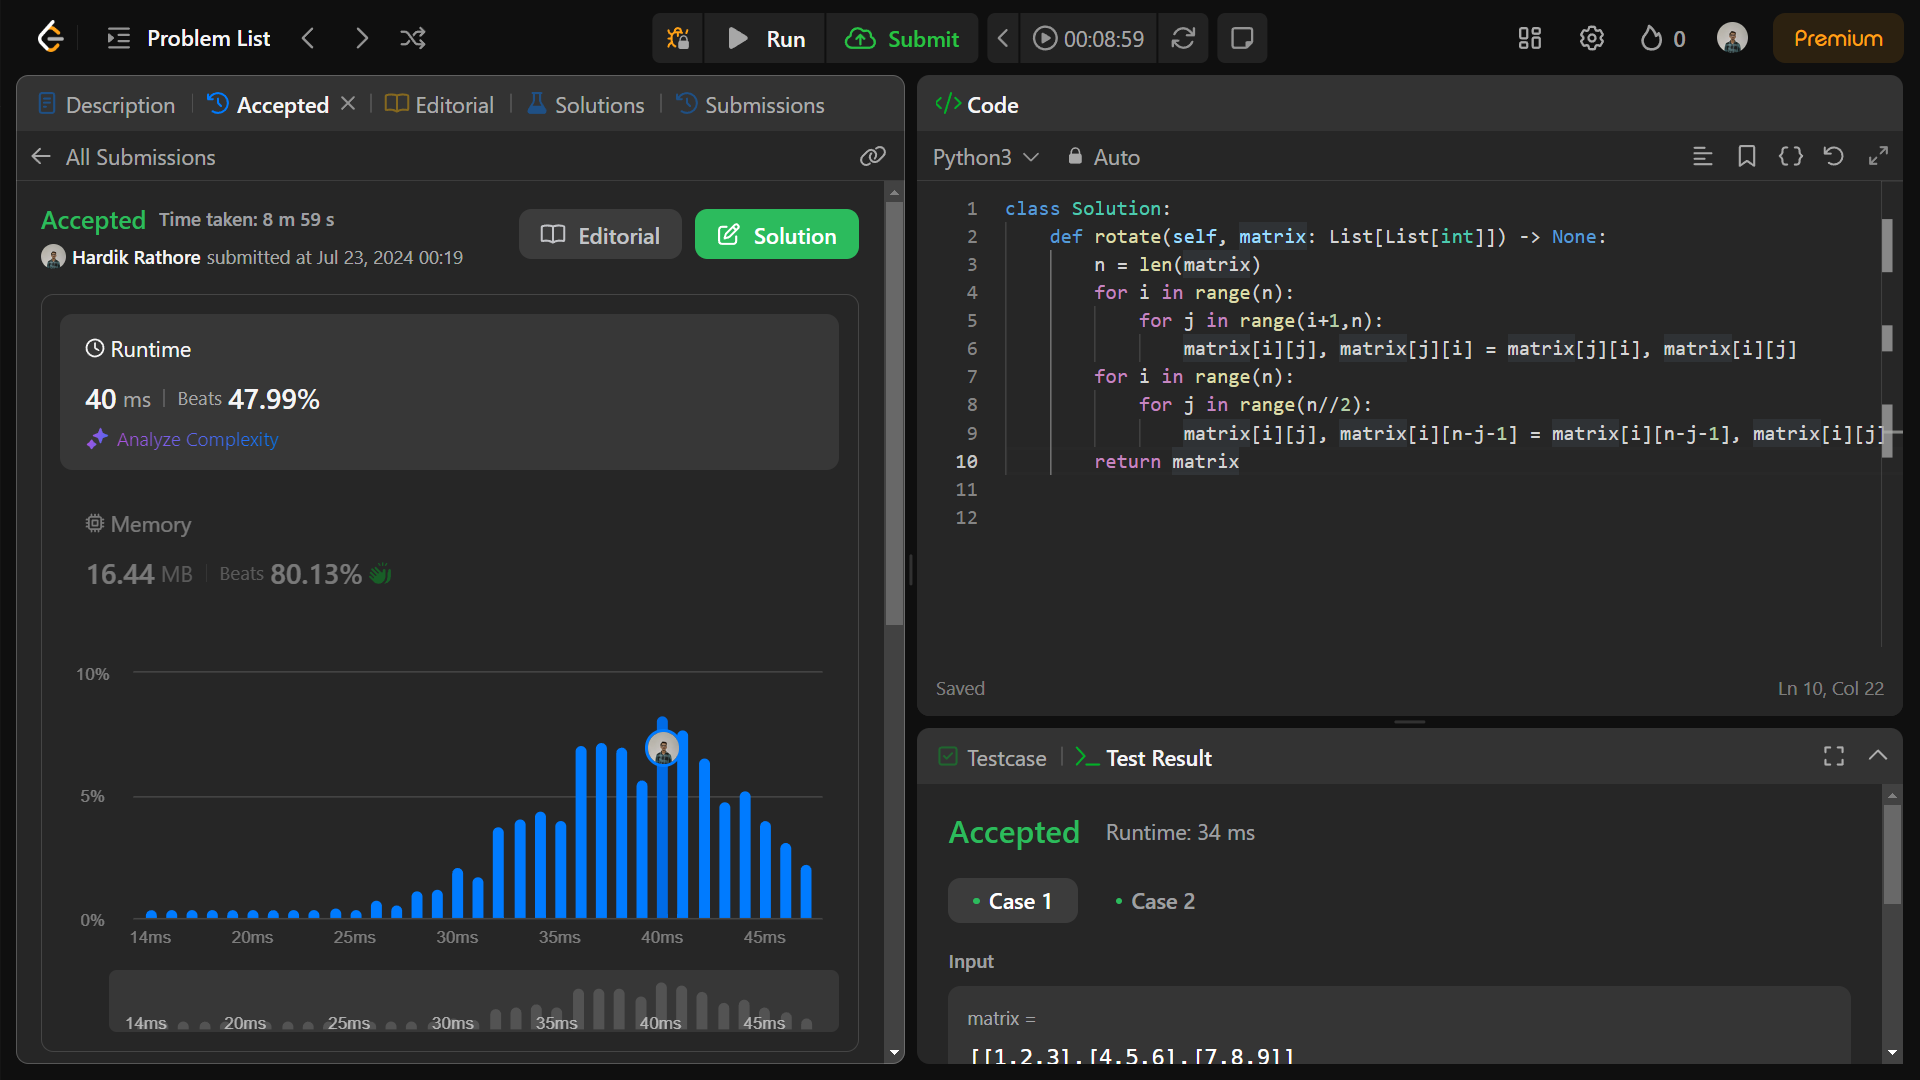 Problem List
Run
Submit
00:08:59
0
Premium
Description
Accepted
Editorial
Solutions
Submissions
All Submissions
Accepted Time taken: 8 m 59 s
Hardik Rathore submitted at Jul 23, 2024 00:19
Editorial
Solution
Runtime
40 ms Beats 47.99%
Analyze Complexity
Memory
16.44 MB Beats 80.13%
10%
5%
0%
14ms 20ms 25ms 30ms 35ms 40ms 45ms
14ms 20ms 25ms 30ms 35ms 40ms 45ms
</> Code
Python3 Auto
1 class Solution:
2 def rotate(self, matrix: List[List[int]]) -> None:
3 n = len(matrix)
4 for i in range(n):
5 for j in range(i+1,n):
6 matrix[i][j], matrix[j][i] = matrix[j][i], matrix[i][j]
7 for i in range(n):
8 for j in range(n//2):
9 matrix[i][j], matrix[i][n-j-1] = matrix[i][n-j-1], matrix[i][j]
10 return matrix
11
12
Saved
Ln 10, Col 22
Testcase
Test Result
Accepted Runtime: 34 ms
Case 1
Case 2
Input
matrix =
[[1,2,3],[4,5,6],[7,8,9]]